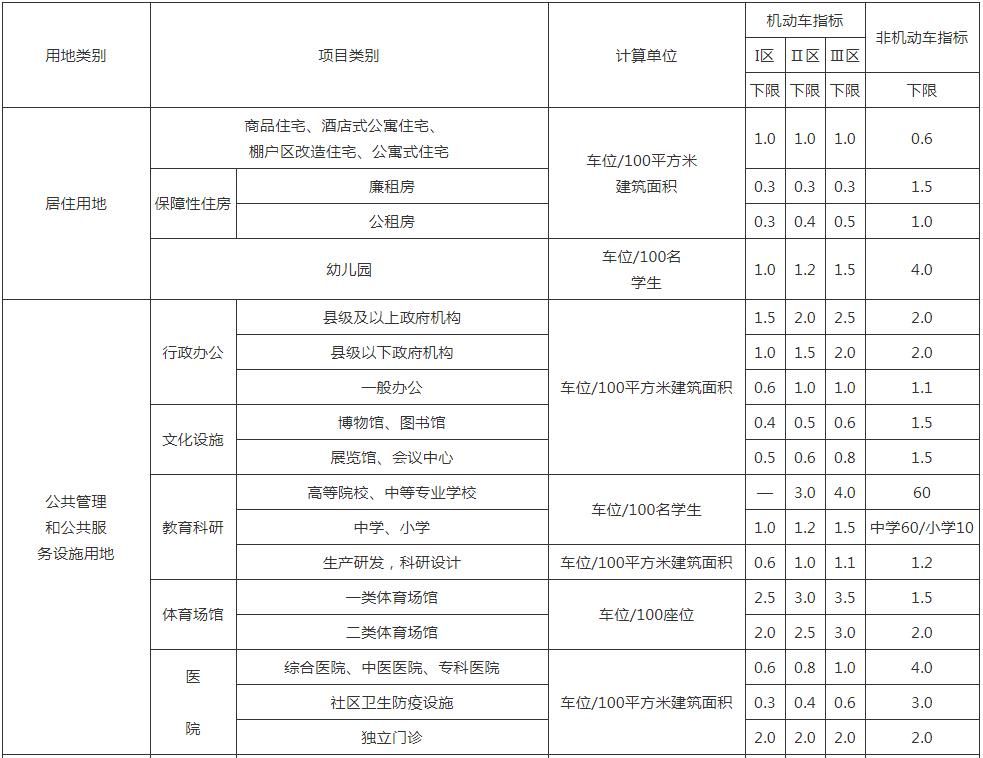 用地类别 项目类别 计算单位 机动车指标 非机动车指标
Ⅰ区 Ⅱ区 Ⅲ区
下限 下限 下限 下限
居住用地 商品住宅、酒店式公寓住宅、
棚户区改造住宅、公寓式住宅 车位/100平方米
建筑面积 1.0 1.0 1.0 0.6
保障性住房 廉租房 0.3 0.3 0.3 1.5
公租房 0.3 0.4 0.5 1.0
幼儿园 车位/100名
学生 1.0 1.2 1.5 4.0
公共管理
和公共服
务设施用地 行政办公 县级及以上政府机构 车位/100平方米建筑面积 1.5 2.0 2.5 2.0
县级以下政府机构 1.0 1.5 2.0 2.0
一般办公 0.6 1.0 1.0 1.1
文化设施 博物馆、图书馆 0.4 0.5 0.6 1.5
展览馆、会议中心 0.5 0.6 0.8 1.5
教育科研 高等院校、中等专业学校 车位/100名学生 — 3.0 4.0 60
中学、小学 1.0 1.2 1.5 中学60/小学10
生产研发，科研设计 车位/100平方米建筑面积 0.6 1.0 1.1 1.2
体育场馆 一类体育场馆 车位/100座位 2.5 3.0 3.5 1.5
二类体育场馆 2.0 2.5 3.0 2.0
医
院 综合医院、中医医院、专科医院 车位/100平方米建筑面积 0.6 0.8 1.0 4.0
社区卫生防疫设施 0.3 0.4 0.6 3.0
独立门诊 2.0 2.0 2.0 2.0